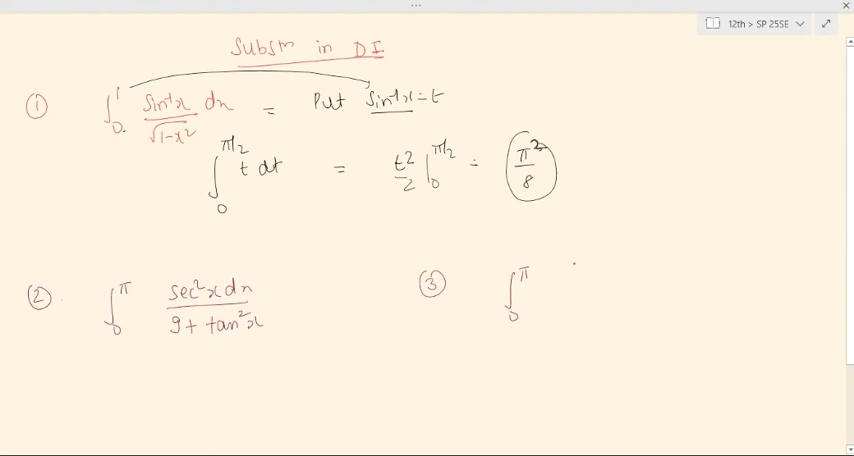 12th > SP 25SE
Substn in DI
① ∫₀¹ sin⁻¹x dx / √(1-x²) = Put sin⁻¹x = t
∫₀^(π/2) t dt = t²/2 |₀^(π/2) = π²/8
② ∫₀^π sec²x dx / 9 + tan²x
③ ∫₀^π